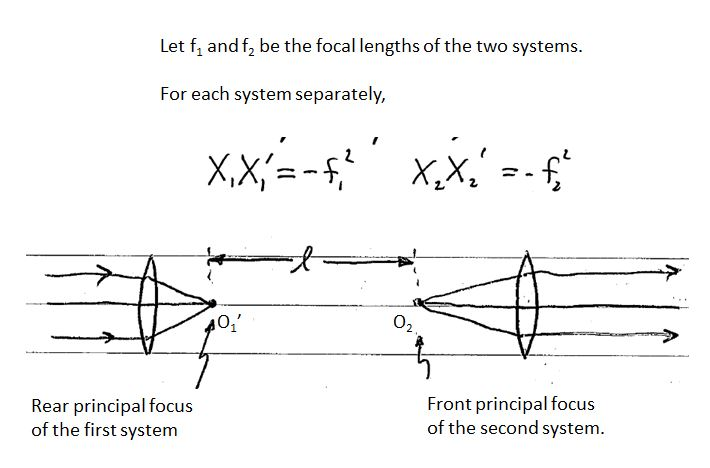 Let f₁ and f₂ be the focal lengths of the two systems.
For each system separately,
X₁X₁′ = -f₁² X₂X₂′ = -f₂²
l
O₁′ O₂
Rear principal focus
of the first system
Front principal focus
of the second system.